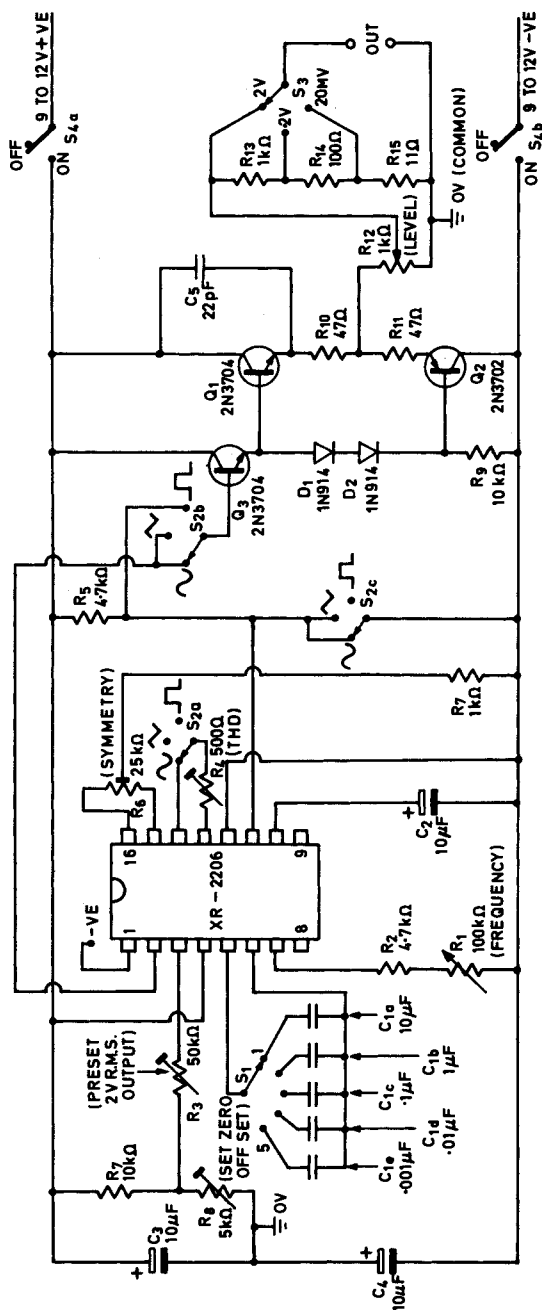 OFF
ON
S4a
9 TO 12V+VE
R7
10kΩ
C3
10µF
+
(PRESET
2V R.M.S.
OUTPUT)
R3
50kΩ
R8
5kΩ
(SET ZERO
OFF SET)
0V
C4
10µF
+
-VE
1
16
XR-2206
8
9
R6
25kΩ
(SYMMETRY)
S2a
R4
500Ω
(THD)
R5
4·7kΩ
S2b
Q3
2N3704
Q1
2N3704
C5
22pF
D1
1N914
D2
1N914
R10
47Ω
R11
47Ω
Q2
2N3702
R9
10kΩ
R12
1kΩ
(LEVEL)
0V (COMMON)
2V
·2V
20MV
S3
R13
1kΩ
R14
100Ω
R15
11Ω
OUT
S2c
R7
1kΩ
C2
10µF
+
R2
4·7kΩ
R1
100kΩ
(FREQUENCY)
S1
1
5
C1a
10µF
C1b
1µF
C1c
·1µF
C1d
·01µF
C1e
·001µF
OFF
ON
S4b
9 TO 12V -VE